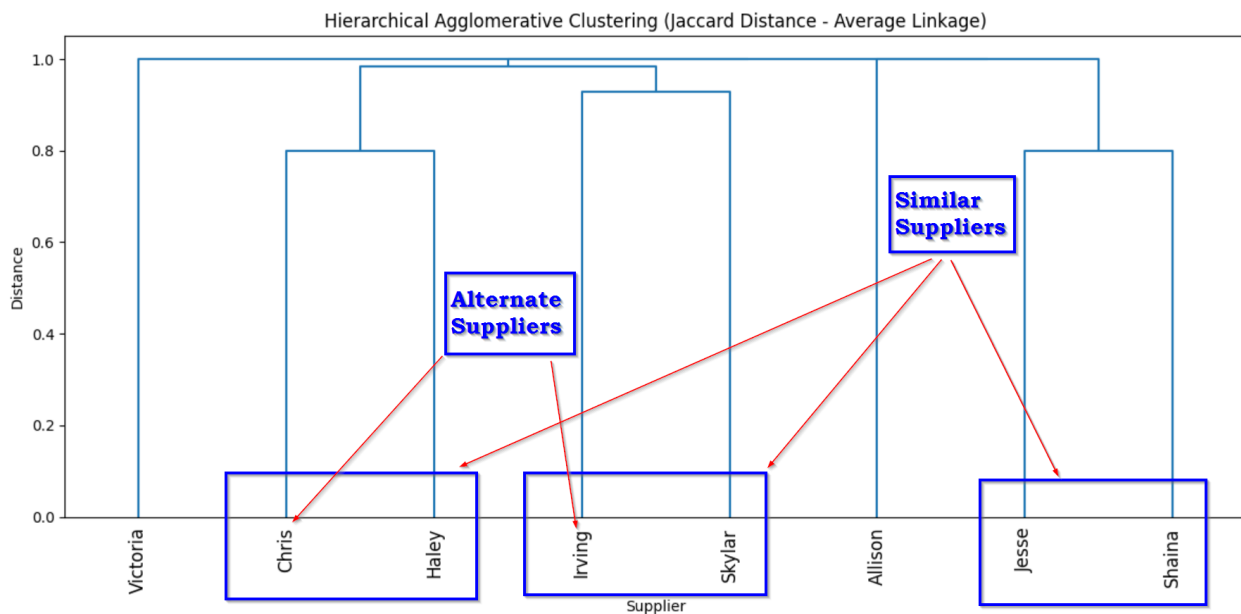 Hierarchical Agglomerative Clustering (Jaccard Distance - Average Linkage)
1.0
0.8
0.6
0.4
0.2
0.0
Distance
Similar
Suppliers
Alternate
Suppliers
Victoria
Chris
Haley
Irving
Skylar
Allison
Jesse
Shaina
Supplier